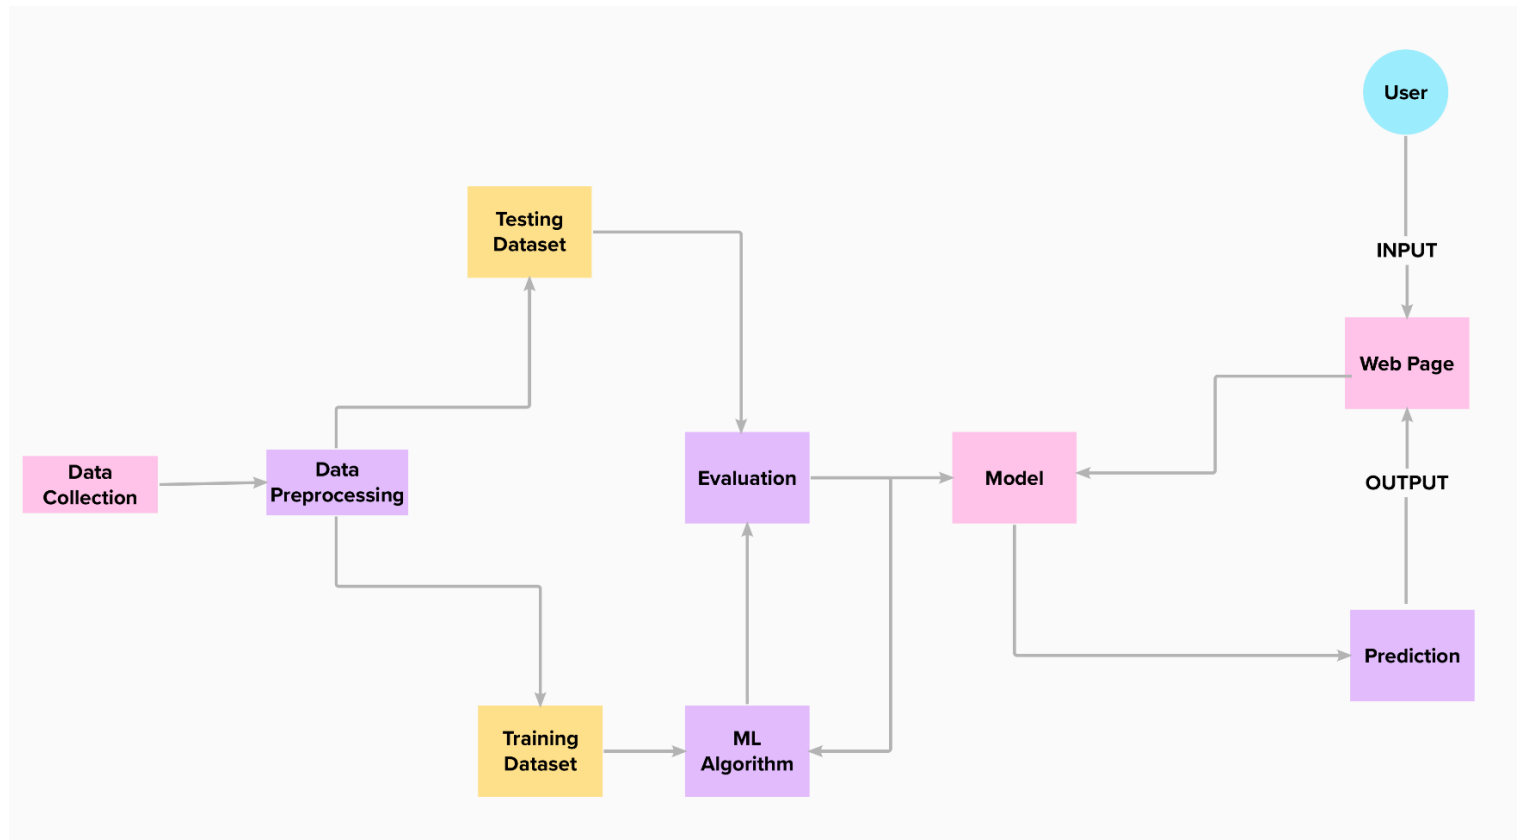 User
INPUT
Testing
Dataset
Web Page
Data
Collection
Data
Preprocessing
Evaluation
Model
OUTPUT
Prediction
Training
Dataset
ML
Algorithm